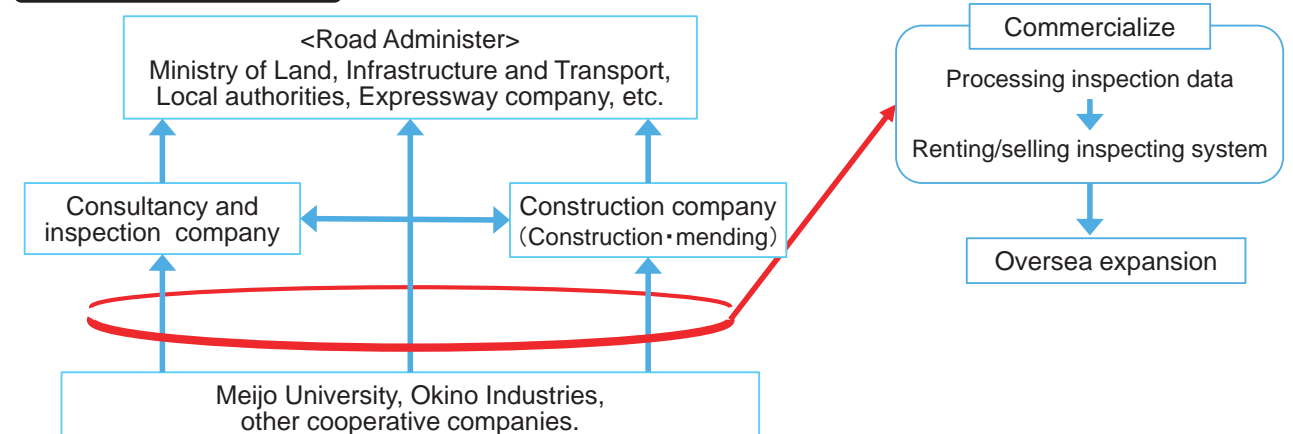 <Road Administer>
Ministry of Land, Infrastructure and Transport,
Local authorities, Expressway company, etc.
Consultancy and
inspection company
Construction company
（Construction・mending）
Meijo University, Okino Industries,
other cooperative companies.
Commercialize
Processing inspection data
Renting/selling inspecting system
Oversea expansion